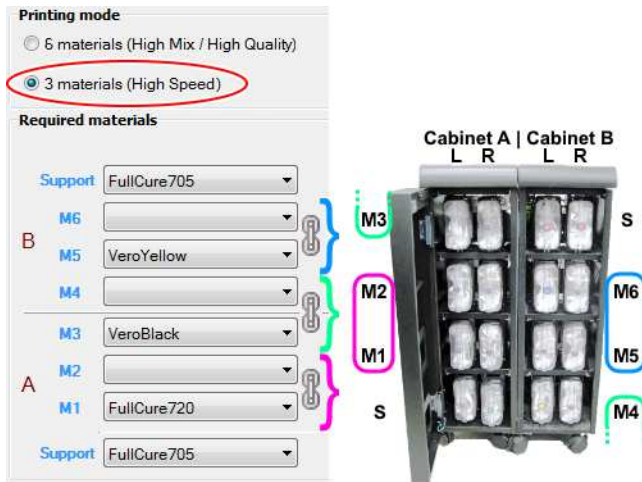 Printing mode
6 materials (High Mix / High Quality)
3 materials (High Speed)
Required materials
Support FullCure705
M6
B
M5 VeroYellow
M4
M3 VeroBlack
M2
A
M1 FullCure720
Support FullCure705
Cabinet A | Cabinet B
L R L R
M3 S
M2 M6
M1 M5
S M4